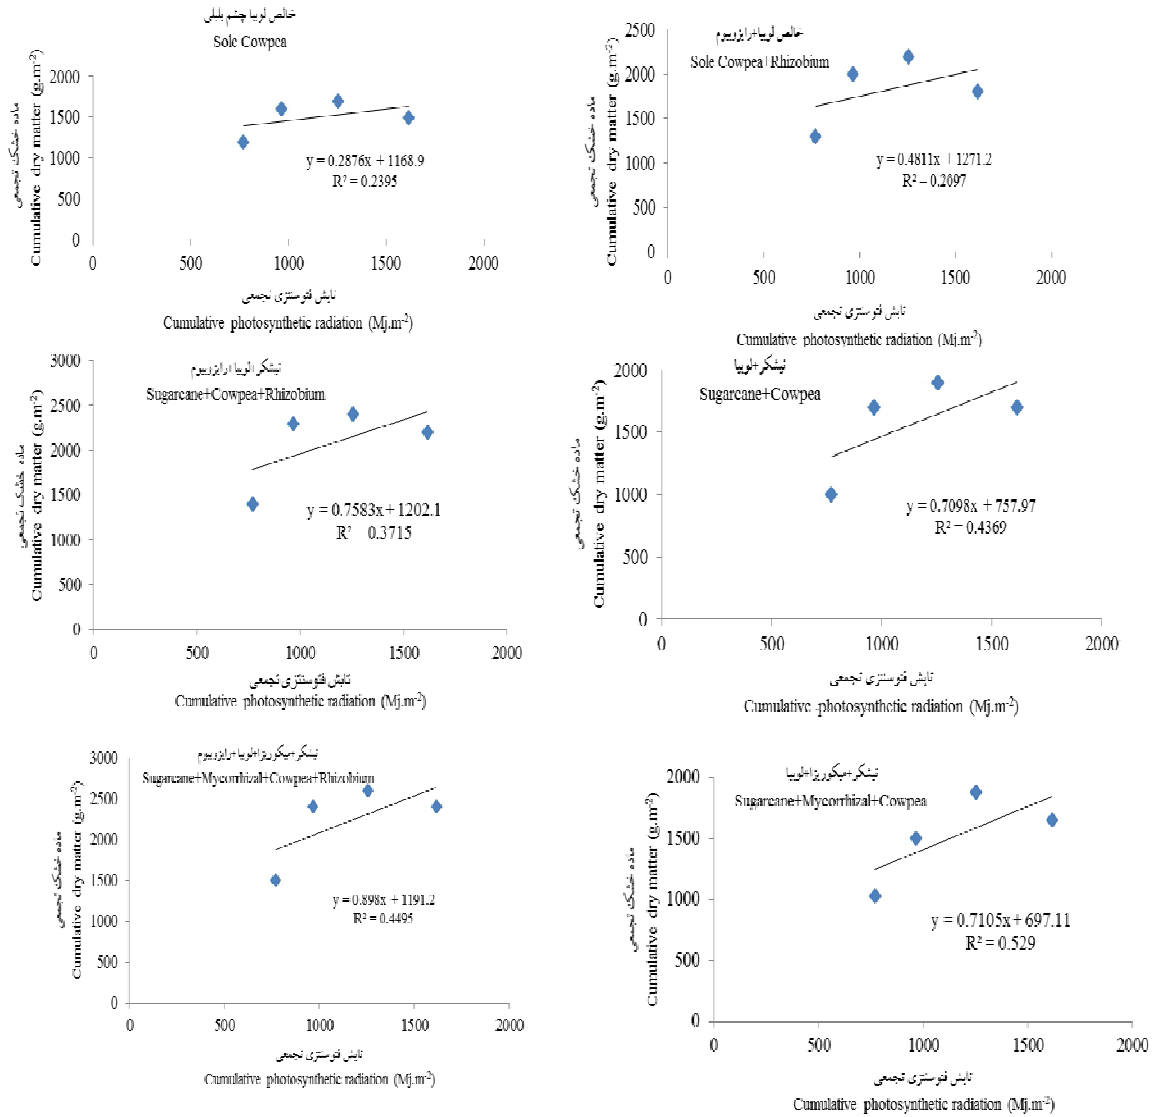 خالص لوبیا چشم بلبلی
Sole Cowpea
ماده خشک تجمعی
Cumulative dry matter (g.m-2)
2000
1500
1000
500
0
y = 0.2876x + 1168.9
R² = 0.2395
0 500 1000 1500 2000
تابش فتوسنتزی تجمعی
Cumulative photosynthetic radiation (Mj.m-2)
خالص لوبیا+رایزوبیوم
Sole Cowpea+Rhizobium
ماده خشک تجمعی
Cumulative dry matter (g.m-2)
2500
2000
1500
1000
500
0
y = 0.4811x + 1271.2
R² = 0.2097
0 500 1000 1500 2000
تابش فتوسنتزی تجمعی
Cumulative photosynthetic radiation (Mj.m-2)
نیشکر+لوبیا+رایزوبیوم
Sugarcane+Cowpea+Rhizobium
ماده خشک تجمعی
Cumulative dry matter (g.m-2)
3000
2500
2000
1500
1000
500
0
y = 0.7583x + 1202.1
R² = 0.3715
0 500 1000 1500 2000
تابش فتوسنتزی تجمعی
Cumulative photosynthetic radiation (Mj.m-2)
نیشکر+لوبیا
Sugarcane+Cowpea
ماده خشک تجمعی
Cumulative dry matter (g.m-2)
2000
1500
1000
500
0
y = 0.7098x + 757.97
R² = 0.4369
0 500 1000 1500 2000
تابش فتوسنتزی تجمعی
Cumulative photosynthetic radiation (Mj.m-2)
نیشکر+میکوریزا+لوبیا+رایزوبیوم
Sugarcane+Mycorrhizal+Cowpea+Rhizobium
ماده خشک تجمعی
Cumulative dry matter (g.m-2)
3000
2500
2000
1500
1000
500
0
y = 0.898x + 1191.2
R² = 0.4495
0 500 1000 1500 2000
تابش فتوسنتزی تجمعی
Cumulative photosynthetic radiation (Mj.m-2)
نیشکر+میکوریزا+لوبیا
Sugarcane+Mycorrhizal+Cowpea
ماده خشک تجمعی
Cumulative dry matter (g.m-2)
2000
1500
1000
500
0
y = 0.7105x + 697.11
R² = 0.529
0 500 1000 1500 2000
تابش فتوسنتزی تجمعی
Cumulative photosynthetic radiation (Mj.m-2)